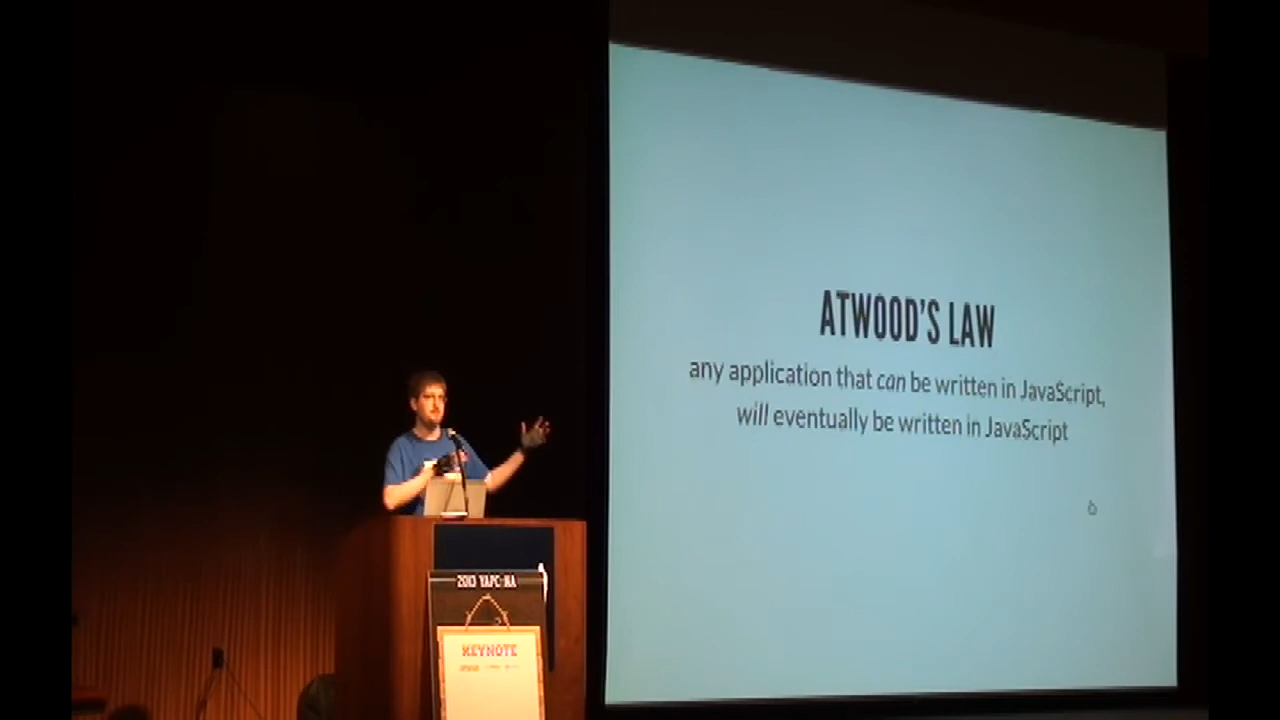 ATWOOD'S LAW
any application that can be written in JavaScript,
will eventually be written in JavaScript
2013 YAPC::NA
KEYNOTE